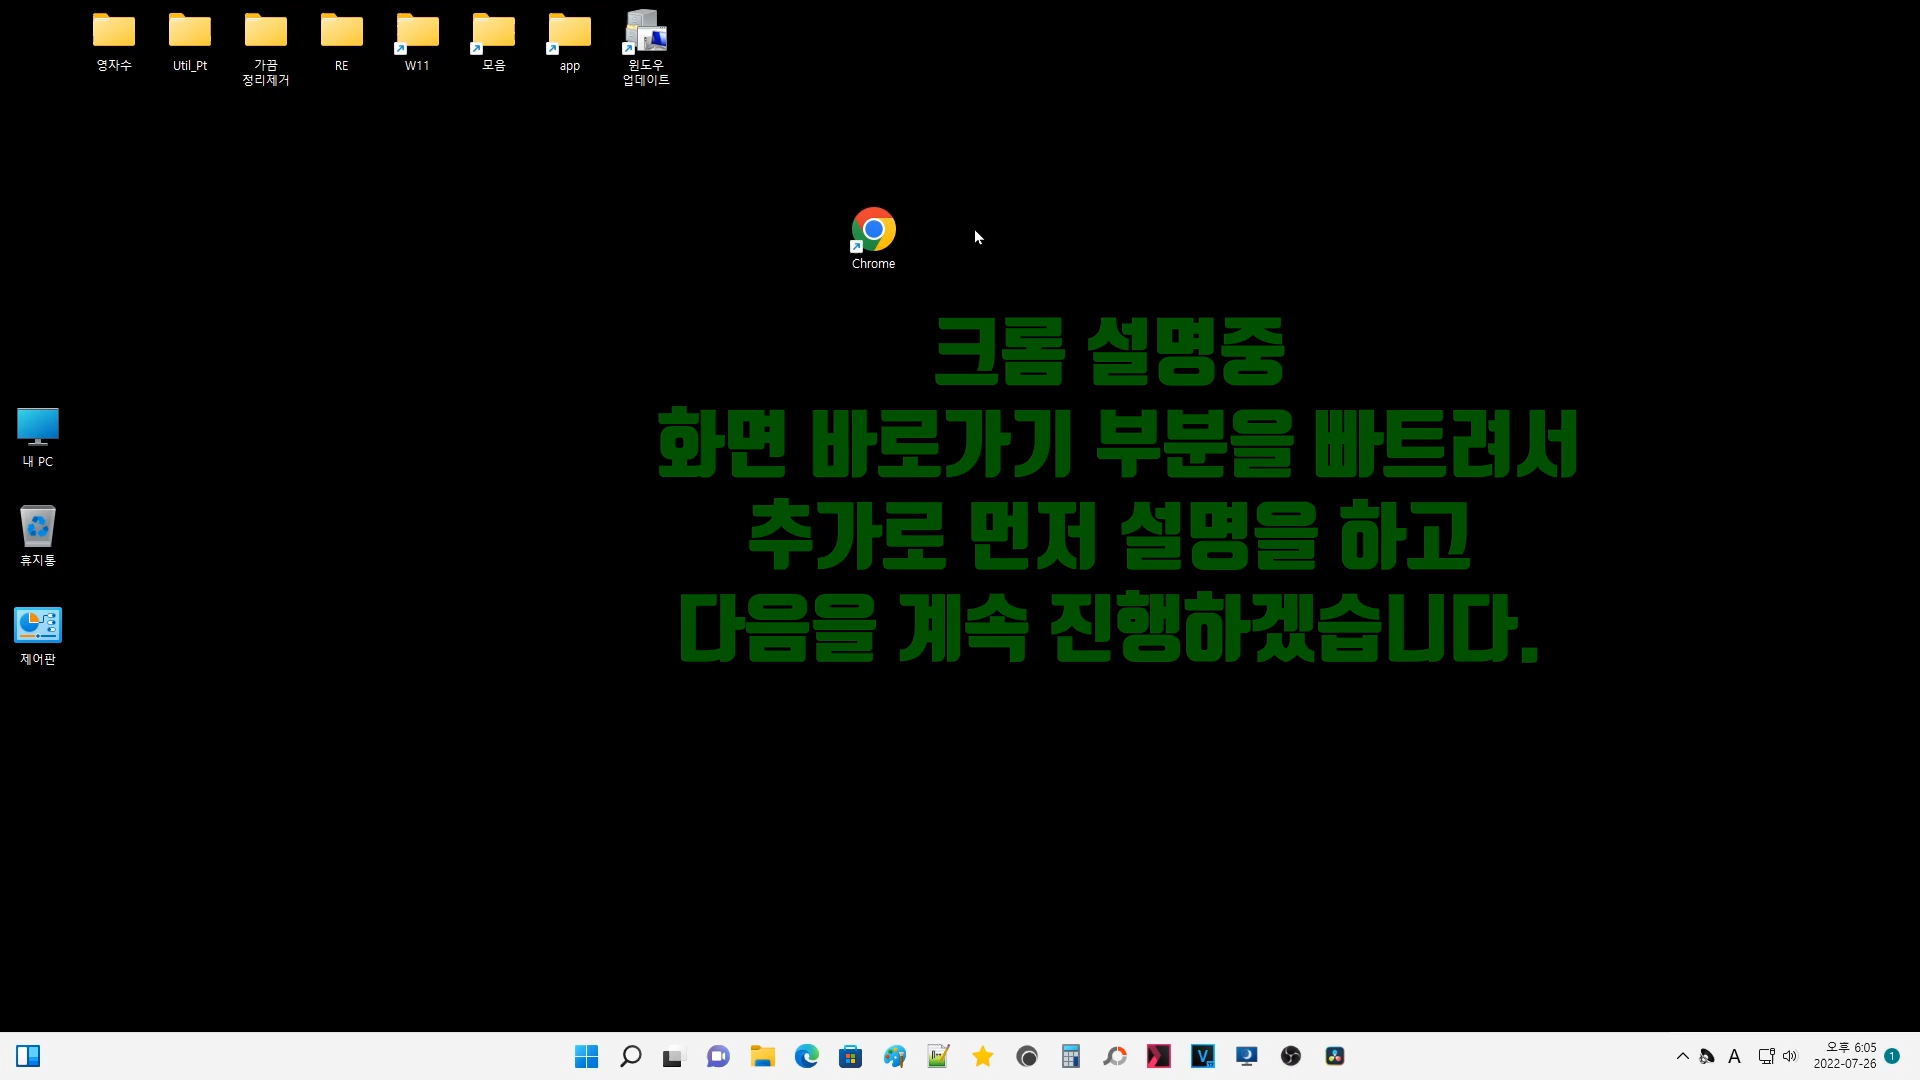 영자수
Util_Pt
가끔
정리제거
RE
W11
모음
app
윈도우
업데이트
Chrome
크롬 설명중
화면 바로가기 부분을 빠트려서
추가로 먼저 설명을 하고
다음을 계속 진행하겠습니다.
내 PC
휴지통
제어판
A
오후 6:05
2022-07-26
1